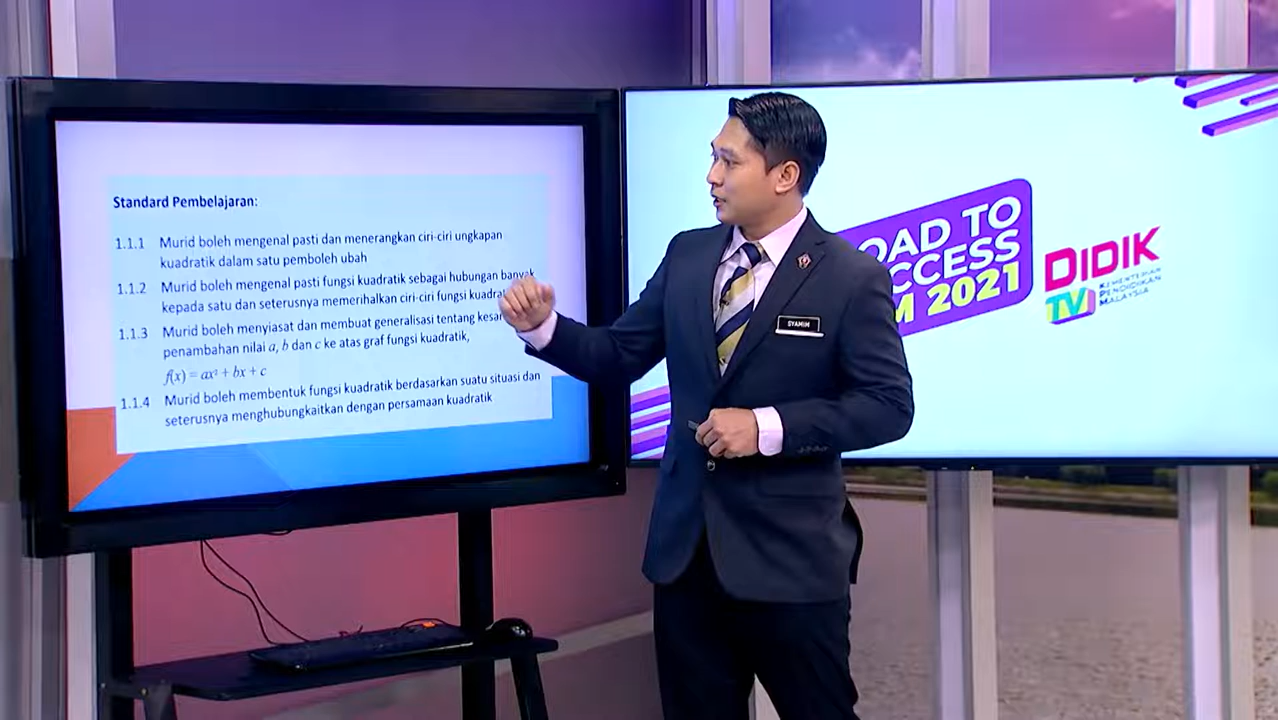 Standard Pembelajaran:
1.1.1 Murid boleh mengenal pasti dan menerangkan ciri-ciri ungkapan
kuadratik dalam satu pemboleh ubah
1.1.2 Murid boleh mengenal pasti fungsi kuadratik sebagai hubungan banyak
kepada satu dan seterusnya memerihalkan ciri-ciri fungsi
1.1.3 Murid boleh menyiasat dan membuat generalisasi tentang
penambahan nilai a, b dan c ke atas graf fungsi kuadratik,
f(x) = ax² + bx + c
1.1.4 Murid boleh membentuk fungsi kuadratik berdasarkan suatu situasi dan
seterusnya menghubungkaitkan dengan persamaan kuadratik
SYAMIM
OAD TO
CCESS
M 2021
DIDIK
TV
KEMENTERIAN
PENDIDIKAN
MALAYSIA